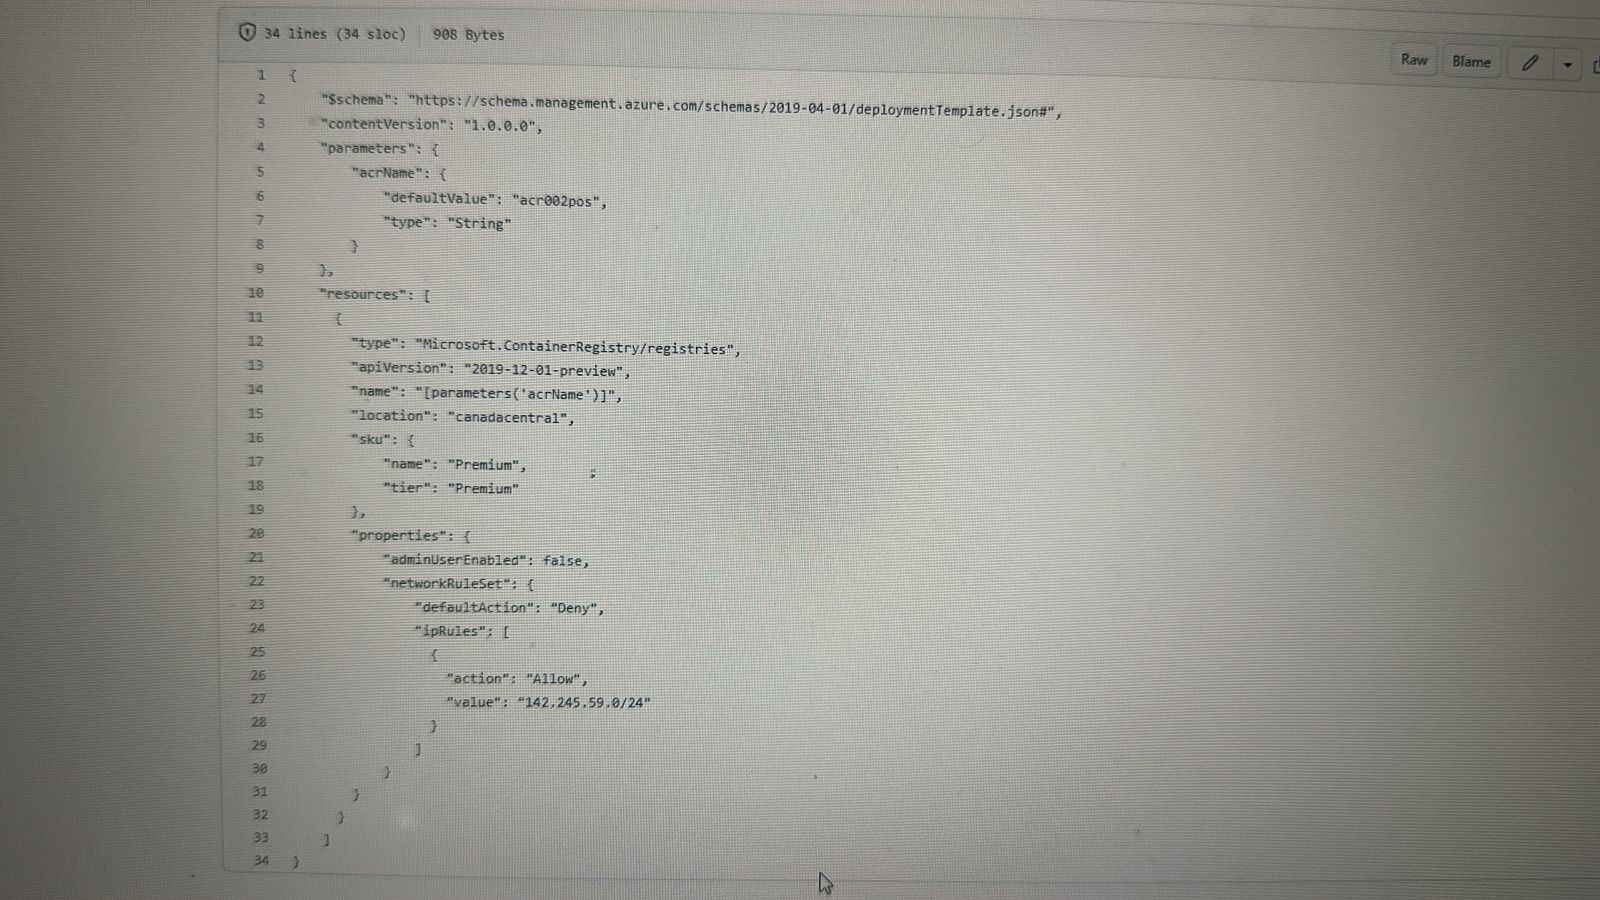 34 lines (34 sloc) 908 Bytes
Raw Blame
1 {
2 "$schema": "https://schema.management.azure.com/schemas/2019-04-01/deploymentTemplate.json#",
3 "contentVersion": "1.0.0.0",
4 "parameters": {
5 "acrName": {
6 "defaultValue": "acr002pos",
7 "type": "String"
8 }
9 },
10 "resources": [
11 {
12 "type": "Microsoft.ContainerRegistry/registries",
13 "apiVersion": "2019-12-01-preview",
14 "name": "[parameters('acrName')]",
15 "location": "canadacentral",
16 "sku": {
17 "name": "Premium",
18 "tier": "Premium"
19 },
20 "properties": {
21 "adminUserEnabled": false,
22 "networkRuleSet": {
23 "defaultAction": "Deny",
24 "ipRules": [
25 {
26 "action": "Allow",
27 "value": "142.245.59.0/24"
28 }
29 ]
30 }
31 }
32 }
33 ]
34 }